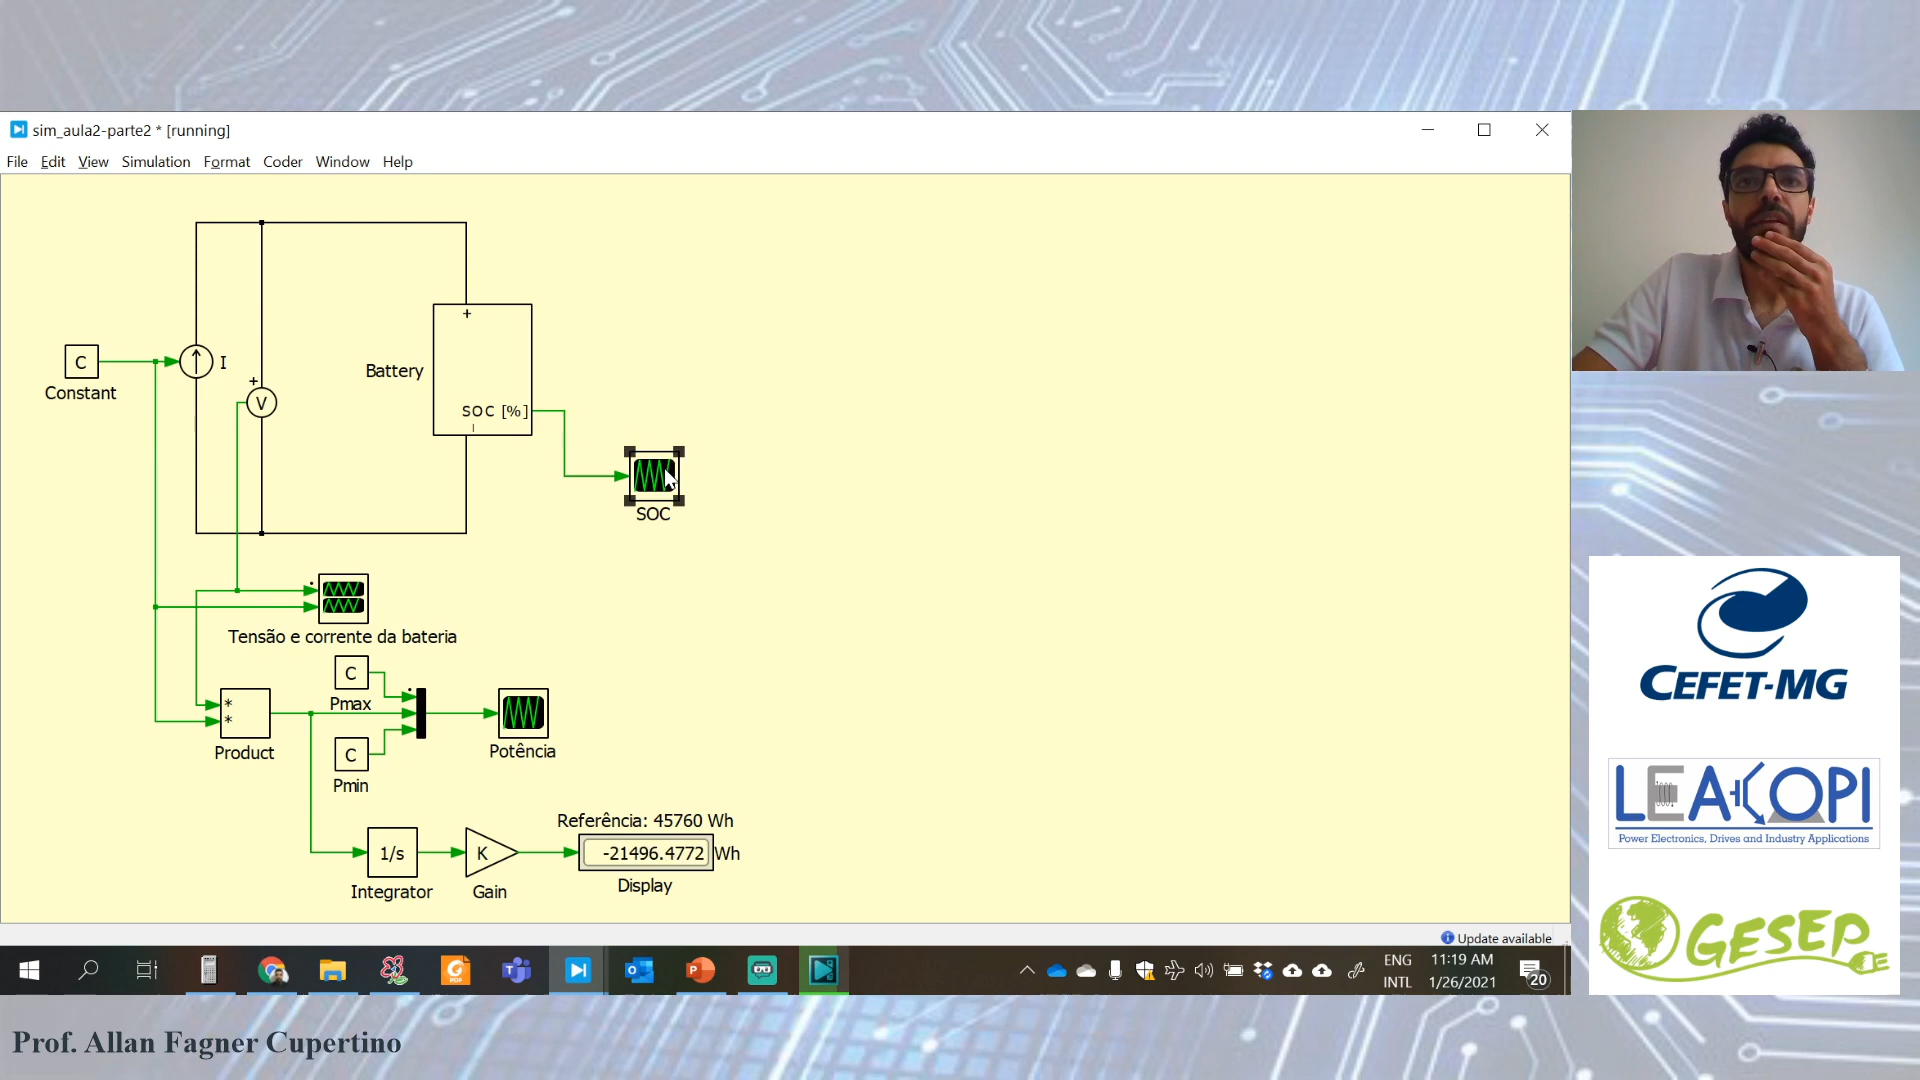 sim_aula2-parte2 * [running]
File Edit View Simulation Format Coder Window Help
+
Battery
C
I
Constant
+
V
SOC [%]
SOC
Tensão e corrente da bateria
C
Pmax
*
*
Product
C
Pmin
Potência
Referência: 45760 Wh
1/s
K
-21496.4772 Wh
Integrator
Gain
Display
CEFET-MG
LEACOPI
Power Electronics, Drives and Industry Applications
GESEP
Update available
ENG
INTL
11:19 AM
1/26/2021
20
Prof. Allan Fagner Cupertino